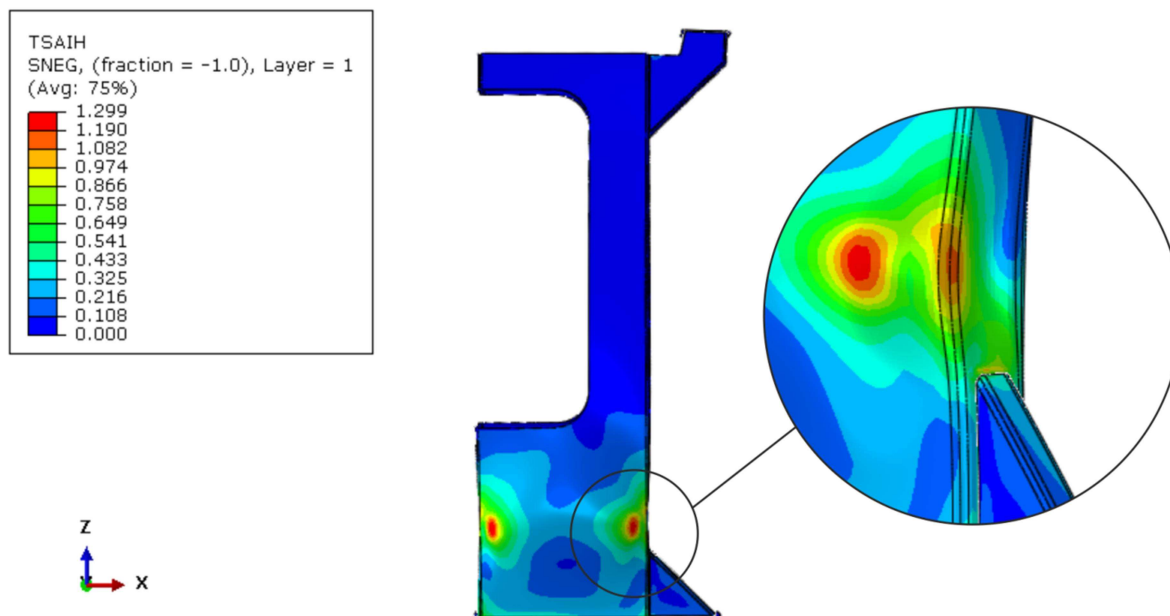 TSAIH
SNEG, (fraction = -1.0), Layer = 1
(Avg: 75%)
1.299
1.190
1.082
0.974
0.866
0.758
0.649
0.541
0.433
0.325
0.216
0.108
0.000
Z
Y
X